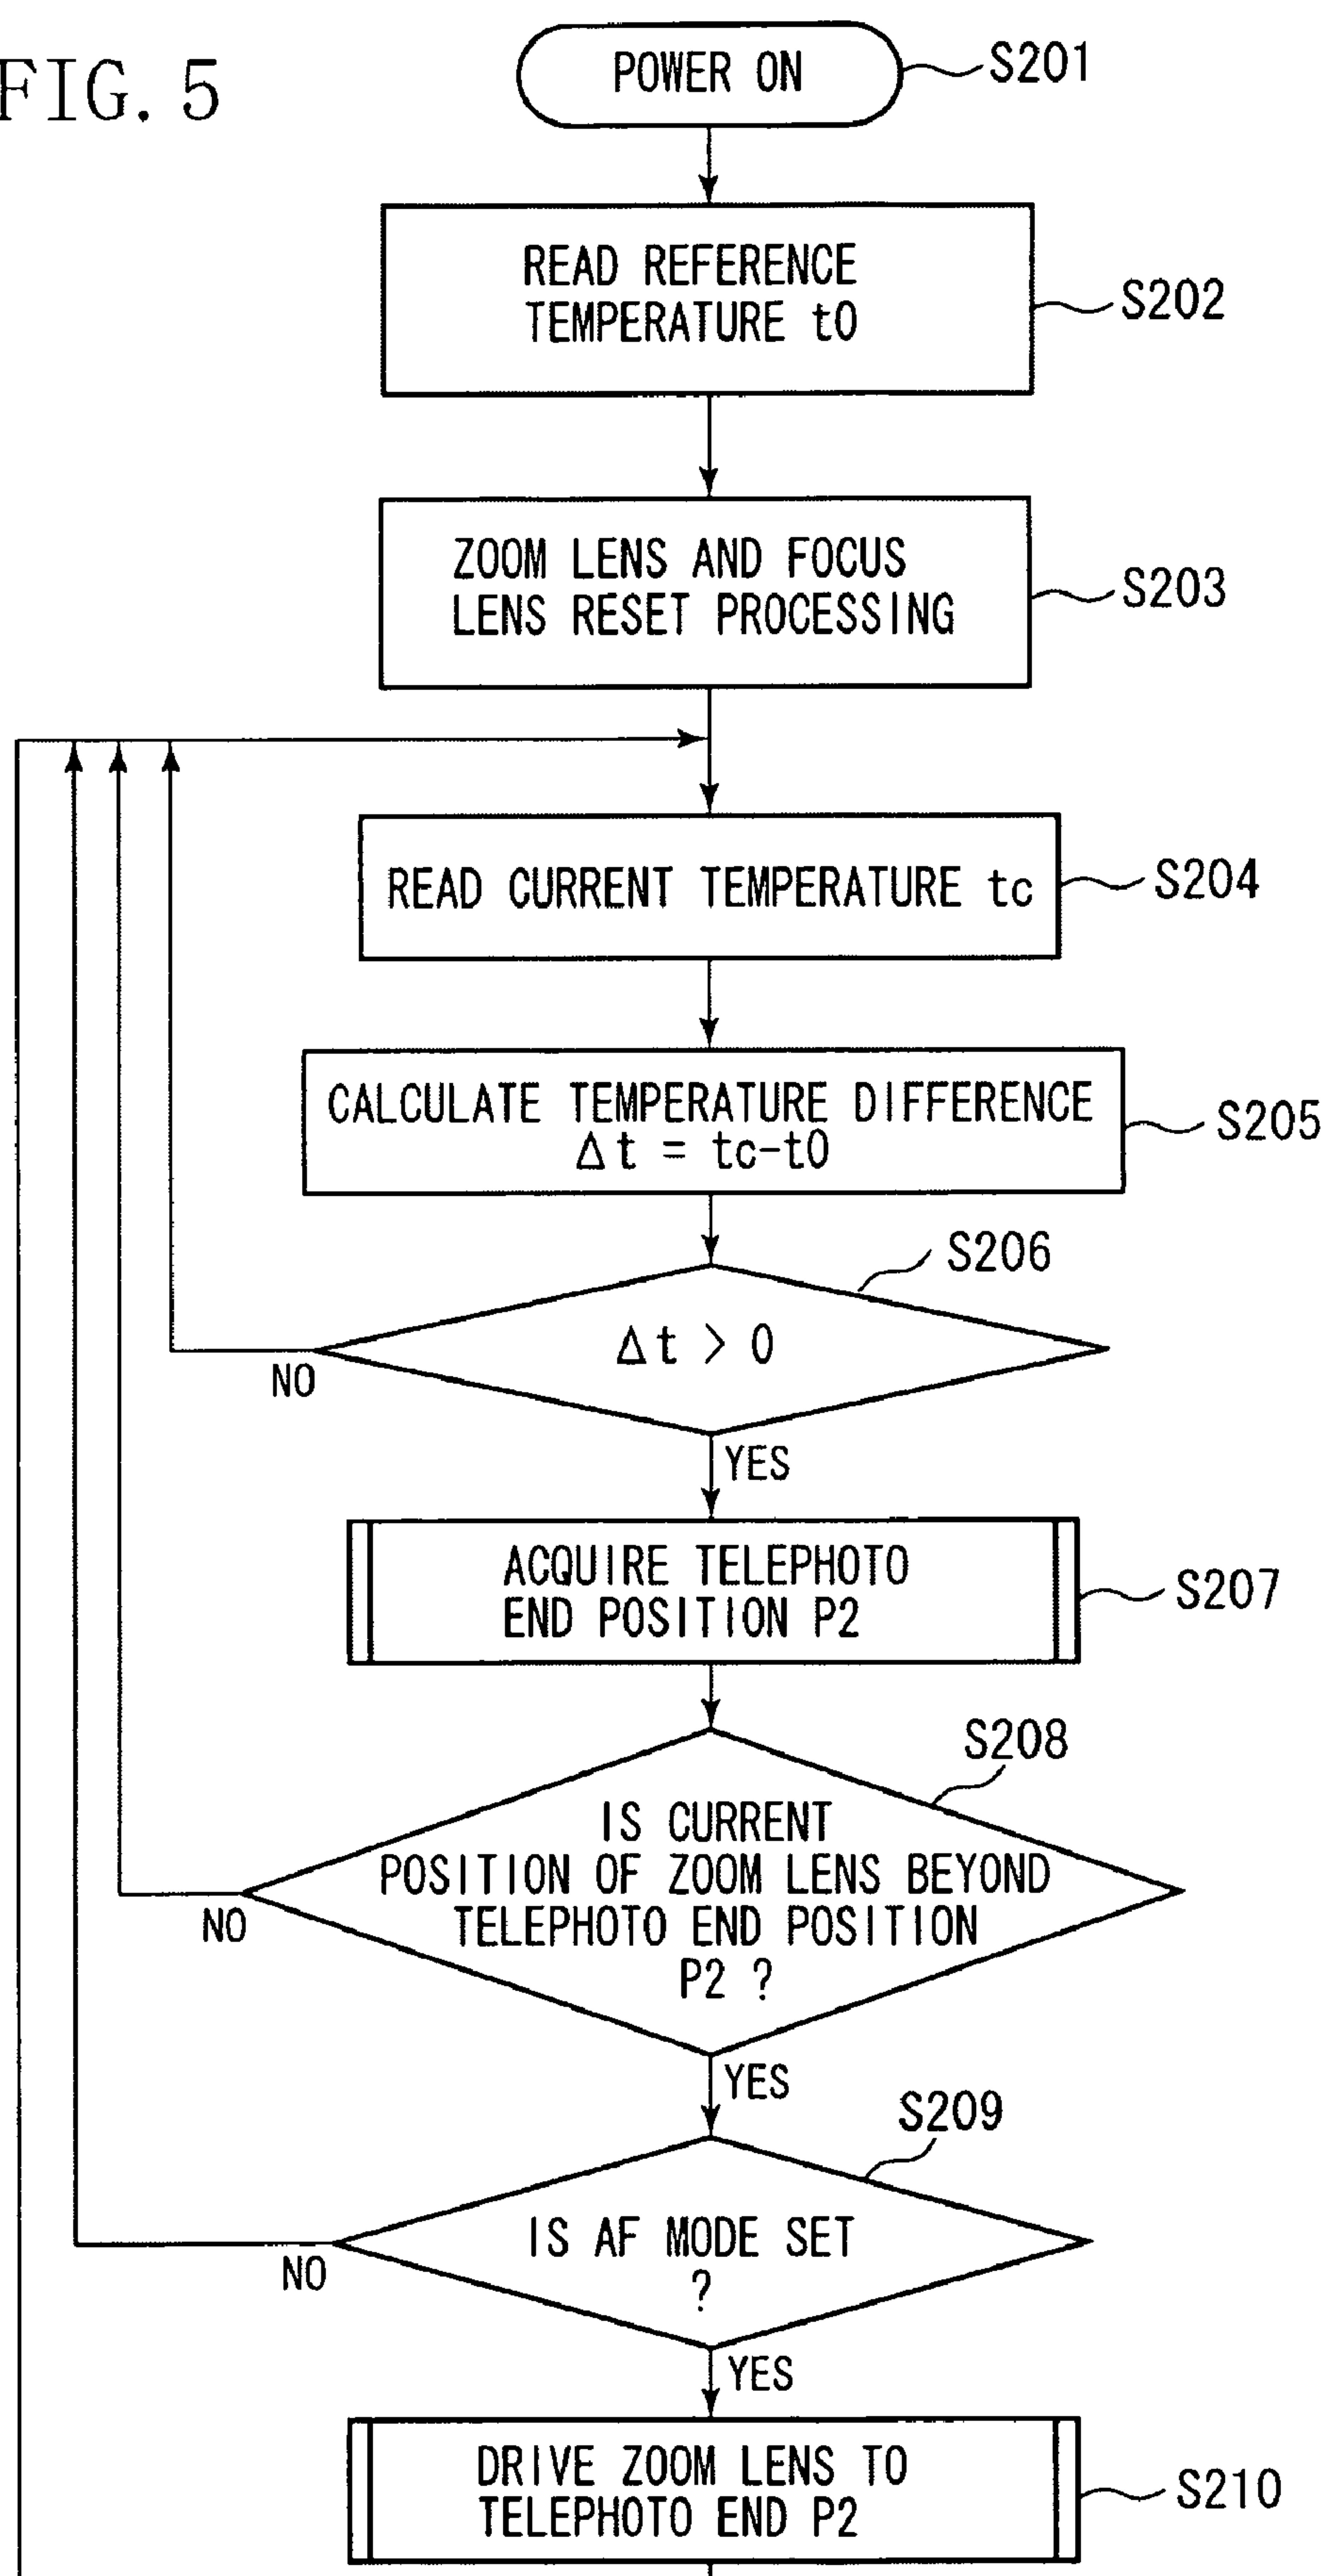 FIG. 5
POWER ON
S201
READ REFERENCE
TEMPERATURE t0
S202
ZOOM LENS AND FOCUS
LENS RESET PROCESSING
S203
READ CURRENT TEMPERATURE tc
S204
CALCULATE TEMPERATURE DIFFERENCE
Δt = tc-t0
S205
S206
Δt > 0
NO
YES
ACQUIRE TELEPHOTO
END POSITION P2
S207
S208
IS CURRENT
POSITION OF ZOOM LENS BEYOND
TELEPHOTO END POSITION
P2 ?
NO
YES
S209
IS AF MODE SET
?
NO
YES
DRIVE ZOOM LENS TO
TELEPHOTO END P2
S210